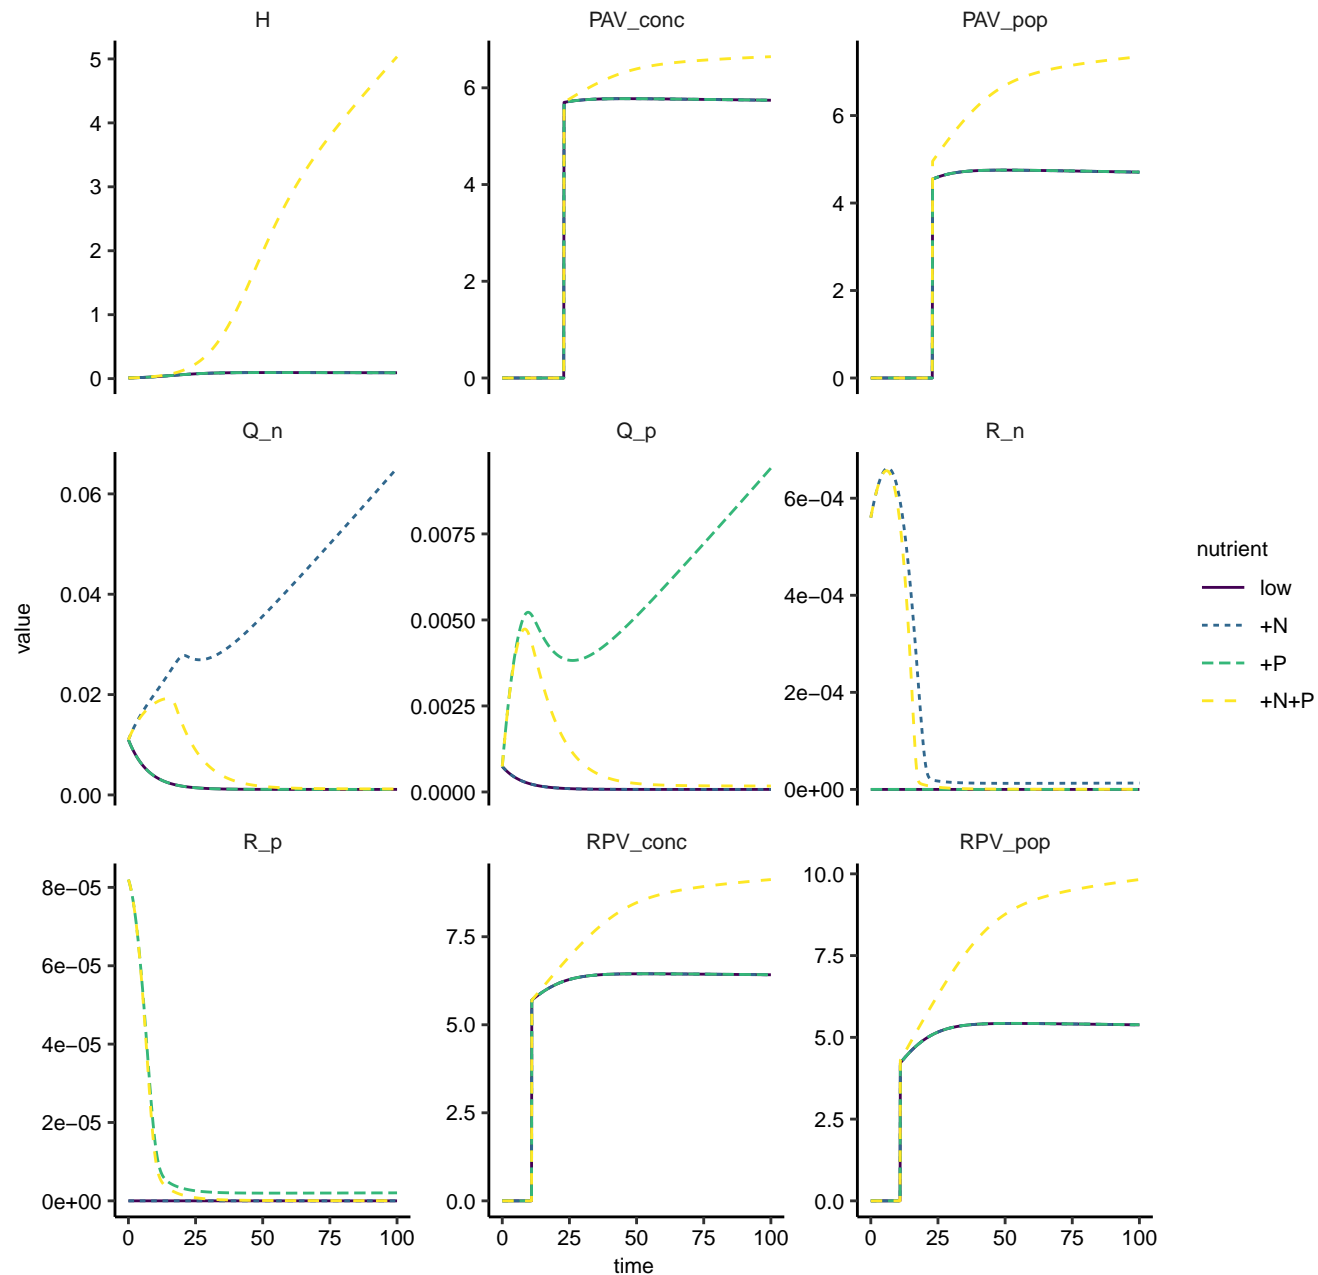 H
PAV_conc
PAV_pop
5
4
3
2
1
0
6
4
2
0
6
4
2
0
Q_n
Q_p
R_n
0.06
0.04
0.02
0.00
0.0075
0.0050
0.0025
0.0000
6e−04
4e−04
2e−04
0e+00
R_p
RPV_conc
RPV_pop
8e−05
6e−05
4e−05
2e−05
0e+00
7.5
5.0
2.5
0.0
10.0
7.5
5.0
2.5
0.0
0 25 50 75 100
0 25 50 75 100
0 25 50 75 100
time
value
nutrient
low
+N
+P
+N+P